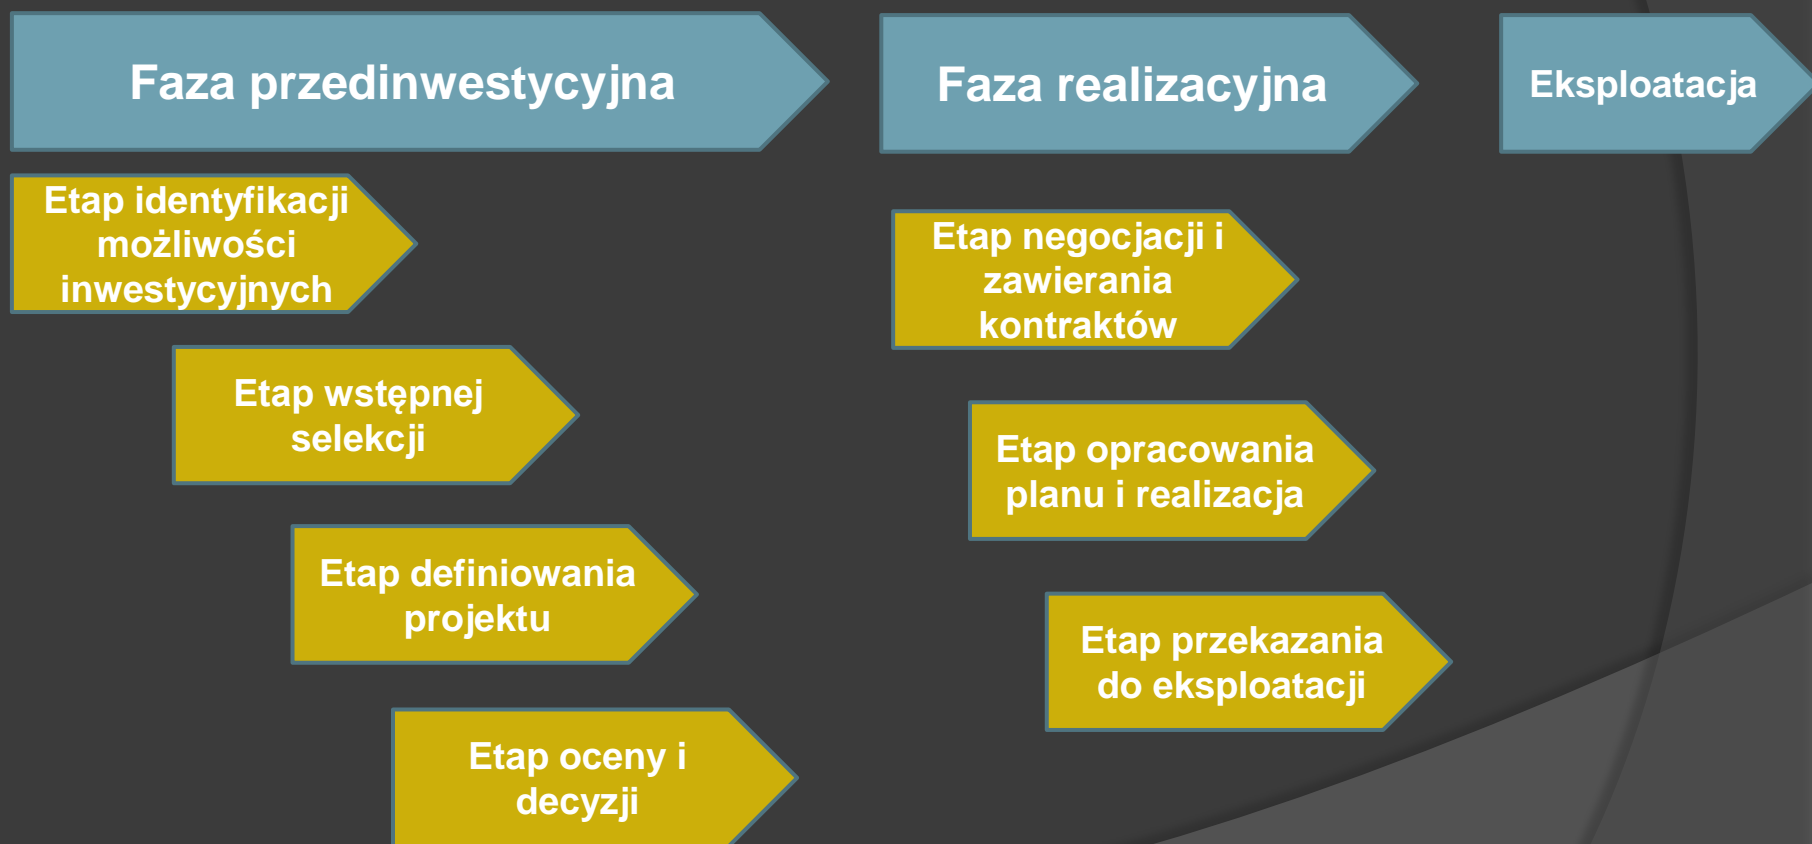 Faza przedinwestycyjna
Faza realizacyjna
Eksploatacja
Etap identyfikacji
możliwości
inwestycyjnych
Etap wstępnej
selekcji
Etap definiowania
projektu
Etap oceny i
decyzji
Etap negocjacji i
zawierania
kontraktów
Etap opracowania
planu i realizacja
Etap przekazania
do eksploatacji